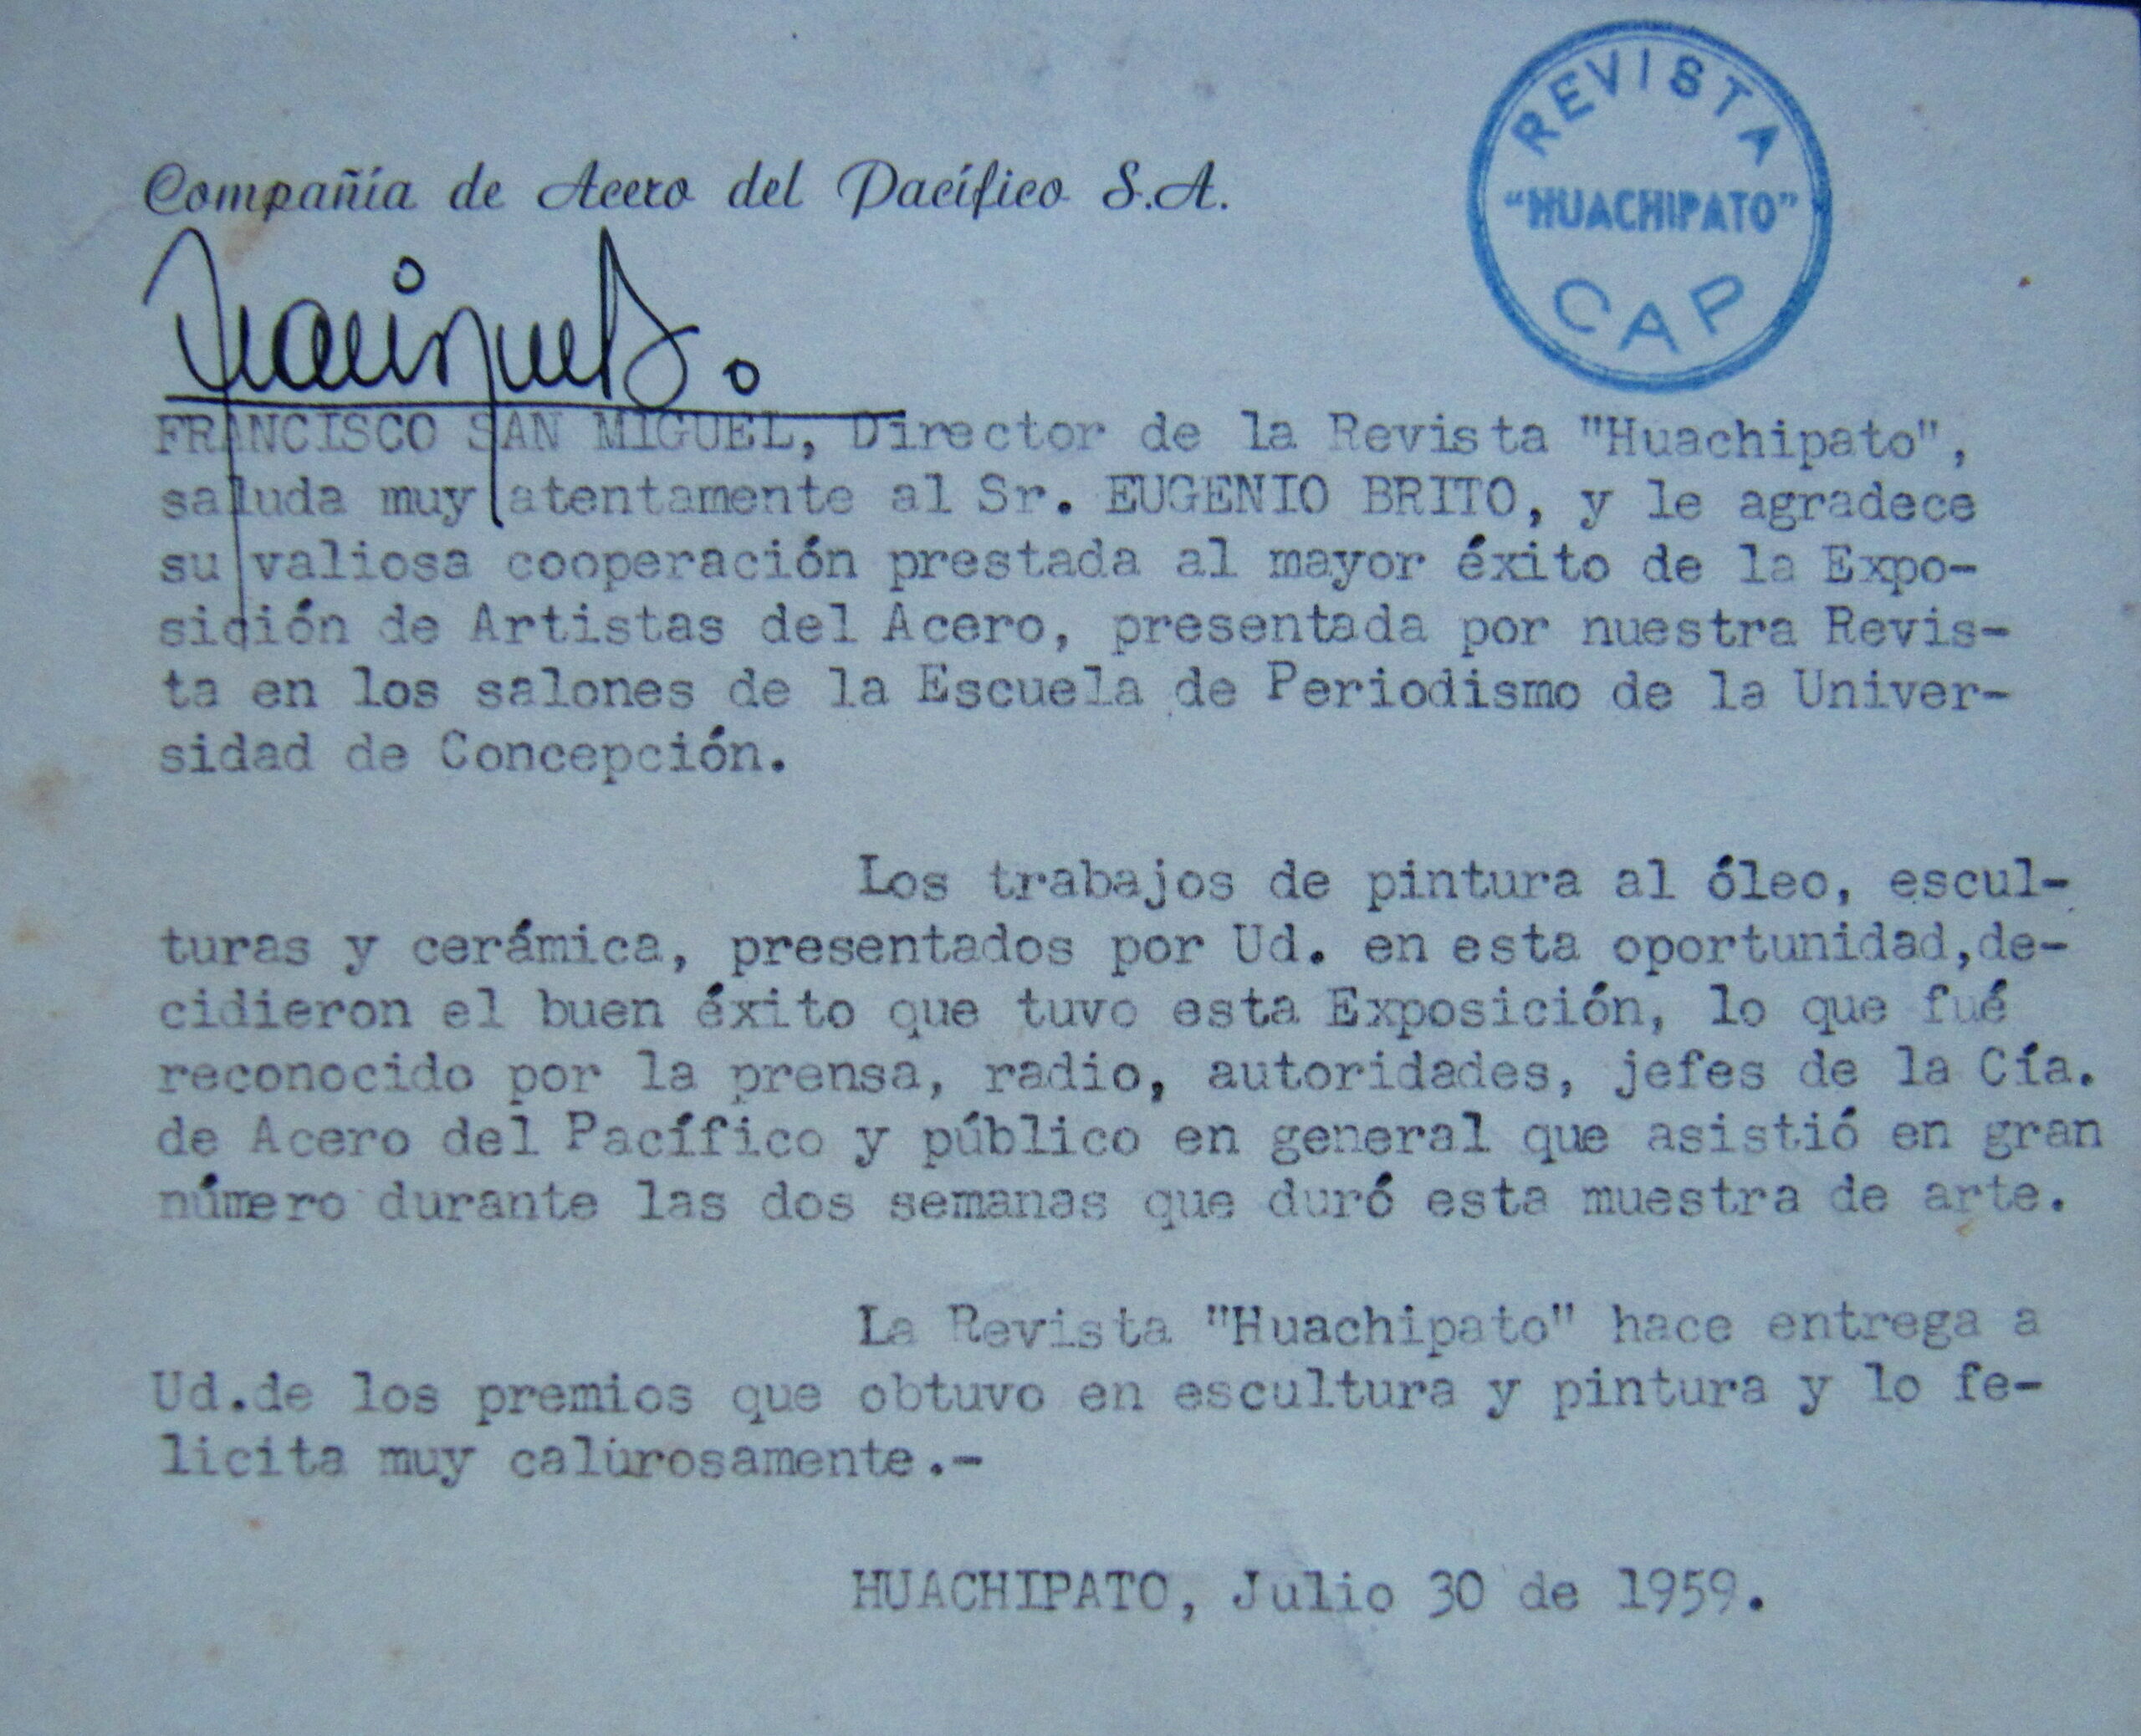 REVISTA
"HUACHIPATO"
CAP
Compañía de Acero del Pacífico S.A.
FRANCISCO SAN MIGUEL, Director de la Revista "Huachipato",
saluda muy atentamente al Sr. EUGENIO BRITO, y le agradece
su valiosa cooperación prestada al mayor éxito de la Expo-
sición de Artistas del Acero, presentada por nuestra Revis-
ta en los salones de la Escuela de Periodismo de la Univer-
sidad de Concepción.
Los trabajos de pintura al óleo, escul-
turas y cerámica, presentados por Ud. en esta oportunidad,de-
cidieron el buen éxito que tuvo esta Exposición, lo que fué
reconocido por la prensa, radio, autoridades, jefes de la Cía.
de Acero del Pacífico y público en general que asistió en gran
número durante las dos semanas que duró esta muestra de arte.
La Revista "Huachipato" hace entrega a
Ud.de los premios que obtuvo en escultura y pintura y lo fe-
licita muy calurosamente.-
HUACHIPATO, Julio 30 de 1959.